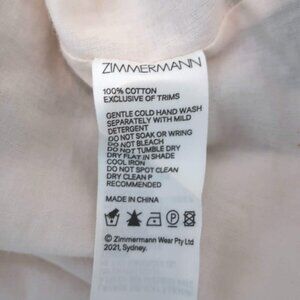 ZIMMERMANN
100% COTTON
EXCLUSIVE OF TRIMS
GENTLE COLD HAND WASH
SEPARATELY WITH MILD
DETERGENT
DO NOT SOAK OR WRING
DO NOT BLEACH
DO NOT TUMBLE DRY
DRY FLAT IN SHADE
COOL IRON
DO NOT SPOT CLEAN
DRY CLEAN P
RECOMMENDED
MADE IN CHINA
© Zimmermann Wear Pty Ltd
2021, Sydney.